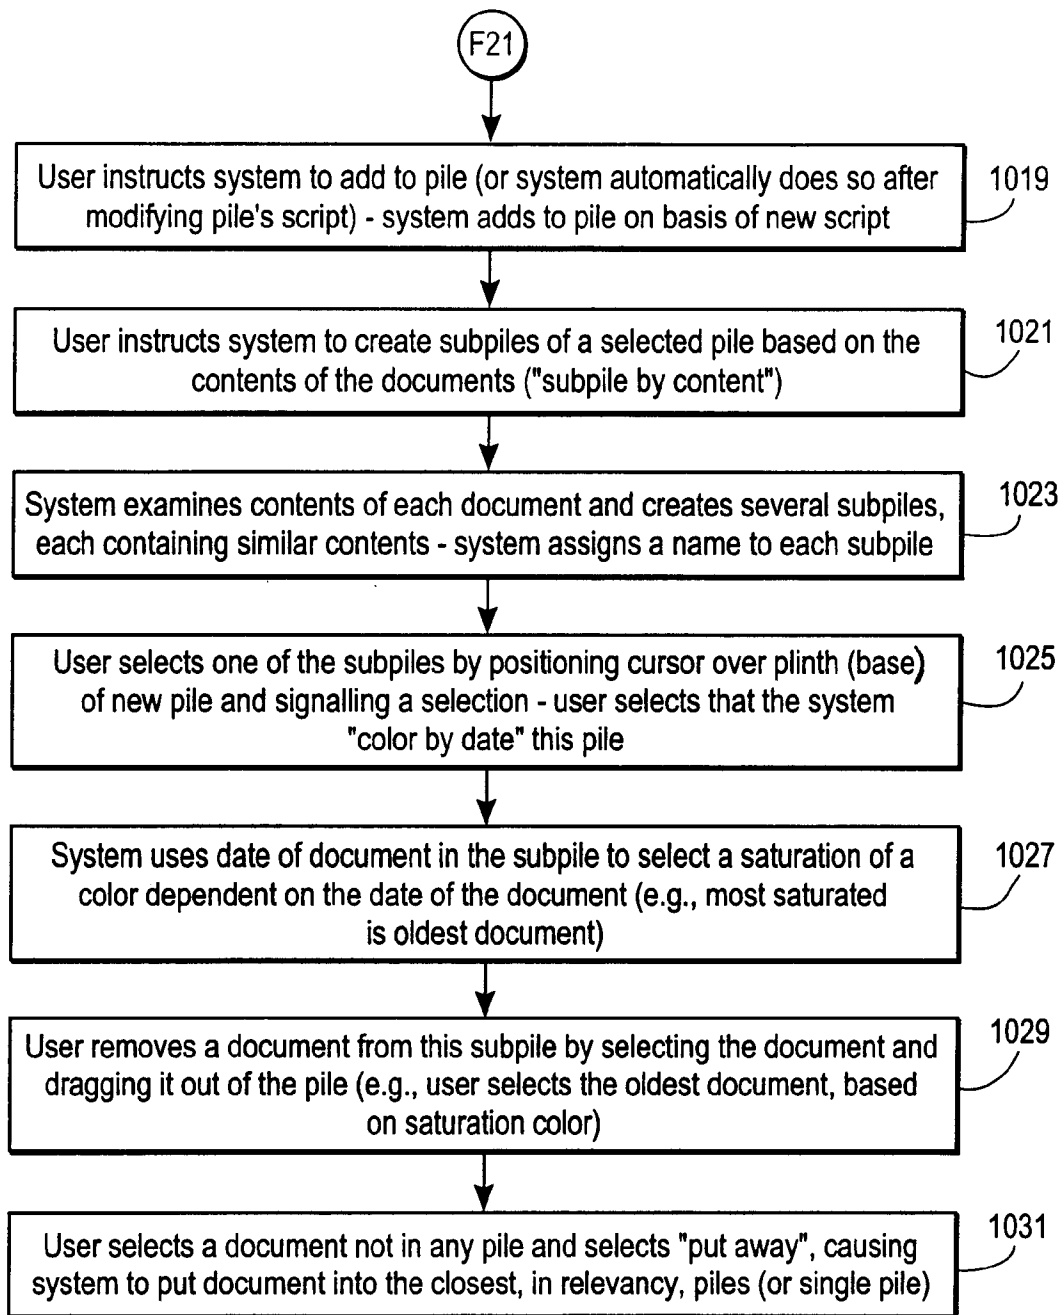 F21
User instructs system to add to pile (or system automatically does so after
modifying pile's script) - system adds to pile on basis of new script
1019
User instructs system to create subpiles of a selected pile based on the
contents of the documents ("subpile by content")
1021
System examines contents of each document and creates several subpiles,
each containing similar contents - system assigns a name to each subpile
1023
User selects one of the subpiles by positioning cursor over plinth (base)
of new pile and signalling a selection - user selects that the system
"color by date" this pile
1025
System uses date of document in the subpile to select a saturation of a
color dependent on the date of the document (e.g., most saturated
is oldest document)
1027
User removes a document from this subpile by selecting the document and
dragging it out of the pile (e.g., user selects the oldest document, based
on saturation color)
1029
User selects a document not in any pile and selects "put away", causing
system to put document into the closest, in relevancy, piles (or single pile)
1031